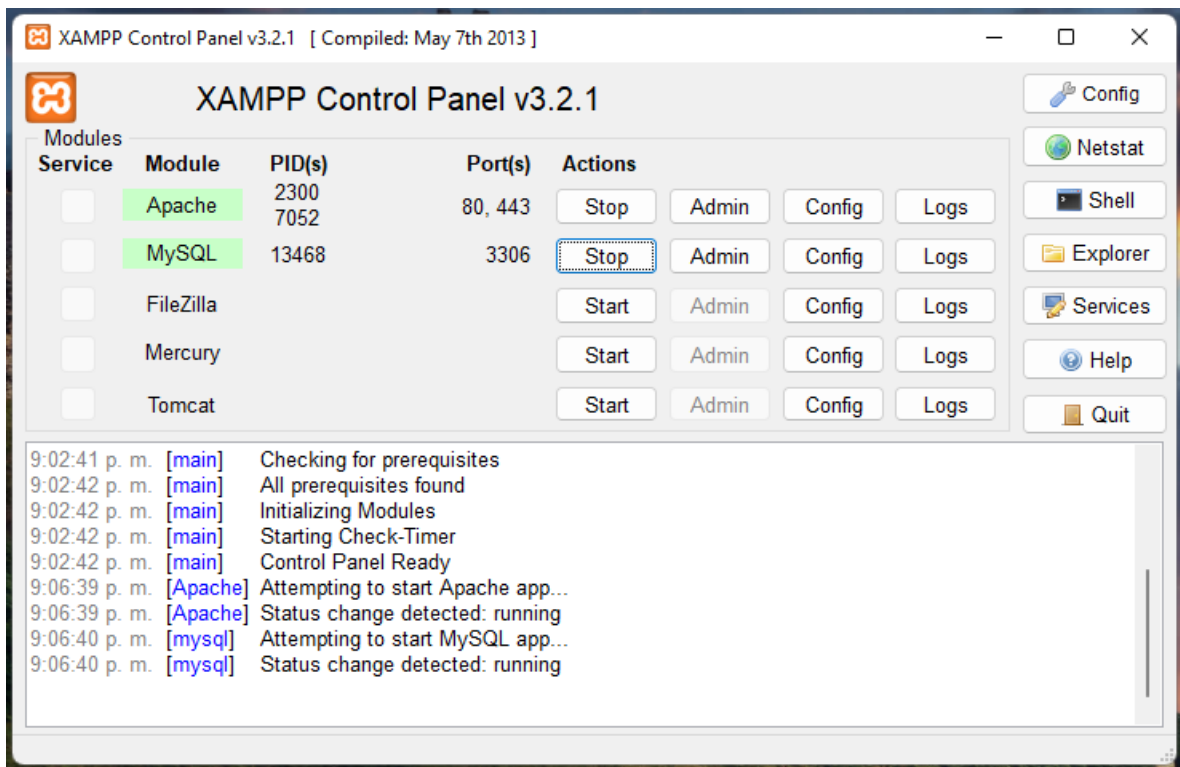 XAMPP Control Panel v3.2.1 [ Compiled: May 7th 2013 ]
XAMPP Control Panel v3.2.1
Config
Modules
Netstat
Service Module PID(s) Port(s) Actions
Apache 2300 7052 80, 443 Stop Admin Config Logs
Shell
MySQL 13468 3306 Stop Admin Config Logs
Explorer
FileZilla Start Admin Config Logs
Services
Mercury Start Admin Config Logs
Help
Tomcat Start Admin Config Logs
Quit
9:02:41 p. m. [main] Checking for prerequisites
9:02:42 p. m. [main] All prerequisites found
9:02:42 p. m. [main] Initializing Modules
9:02:42 p. m. [main] Starting Check-Timer
9:02:42 p. m. [main] Control Panel Ready
9:06:39 p. m. [Apache] Attempting to start Apache app...
9:06:39 p. m. [Apache] Status change detected: running
9:06:40 p. m. [mysql] Attempting to start MySQL app...
9:06:40 p. m. [mysql] Status change detected: running